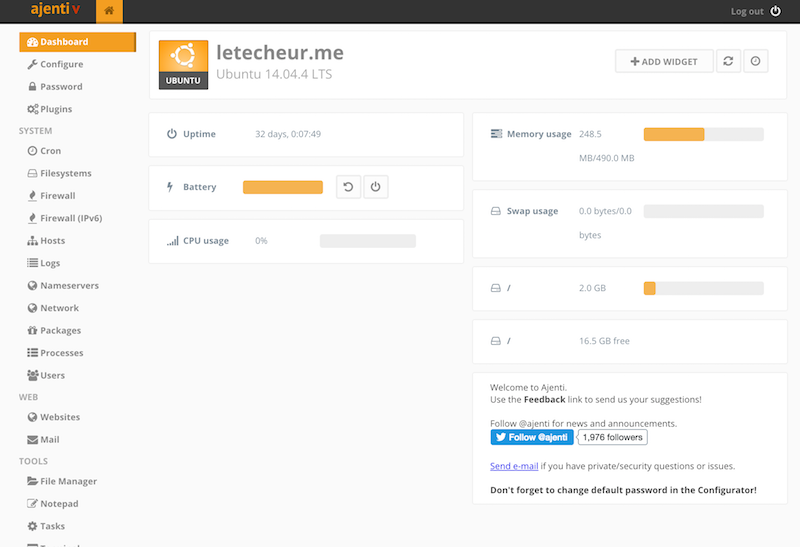 ajenti v
Log out
Dashboard
Configure
Password
Plugins
SYSTEM
Cron
Filesystems
Firewall
Firewall (IPv6)
Hosts
Logs
Nameservers
Network
Packages
Processes
Users
WEB
Websites
Mail
TOOLS
File Manager
Notepad
Tasks
UBUNTU
letecheur.me
Ubuntu 14.04.4 LTS
ADD WIDGET
Uptime 32 days, 0:07:49
Battery
CPU usage 0%
Memory usage 248.5
MB/490.0 MB
Swap usage 0.0 bytes/0.0
bytes
/ 2.0 GB
/ 16.5 GB free
Welcome to Ajenti.
Use the Feedback link to send us your suggestions!
Follow @ajenti for news and announcements.
Follow @ajenti 1,976 followers
Send e-mail if you have private/security questions or issues.
Don't forget to change default password in the Configurator!